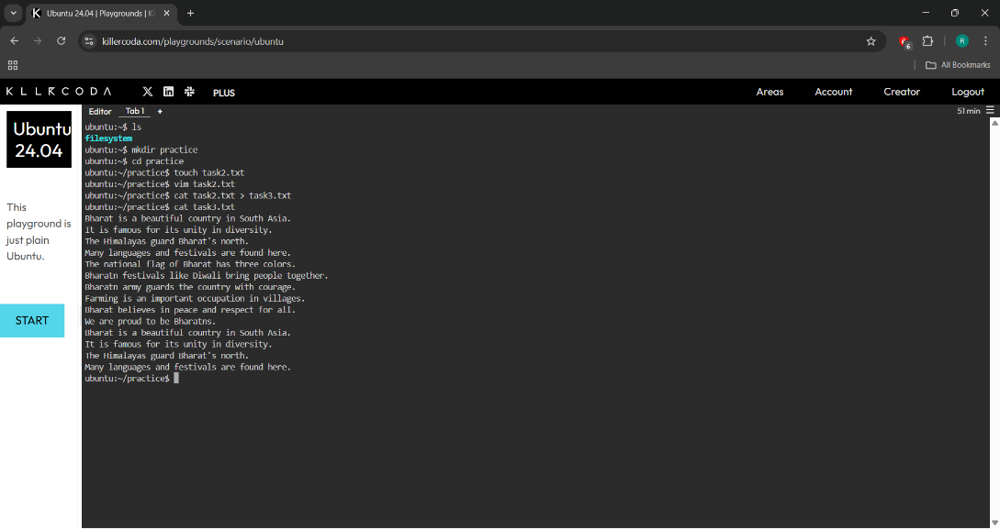 Ubuntu 24.04 | Playgrounds | Ki
killercoda.com/playgrounds/scenario/ubuntu
6
R
All Bookmarks
KLLRCODA
PLUS
Areas
Account
Creator
Logout
Editor
Tab 1
+
51 min
Ubuntu
24.04
This
playground is
just plain
Ubuntu.
START
ubuntu:~$ ls
filesystem
ubuntu:~$ mkdir practice
ubuntu:~$ cd practice
ubuntu:~/practice$ touch task2.txt
ubuntu:~/practice$ vim task2.txt
ubuntu:~/practice$ cat task2.txt > task3.txt
ubuntu:~/practice$ cat task3.txt
Bharat is a beautiful country in South Asia.
It is famous for its unity in diversity.
The Himalayas guard Bharat's north.
Many languages and festivals are found here.
The national flag of Bharat has three colors.
Bharatn festivals like Diwali bring people together.
Bharatn army guards the country with courage.
Farming is an important occupation in villages.
Bharat believes in peace and respect for all.
We are proud to be Bharatns.
Bharat is a beautiful country in South Asia.
It is famous for its unity in diversity.
The Himalayas guard Bharat's north.
Many languages and festivals are found here.
ubuntu:~/practice$